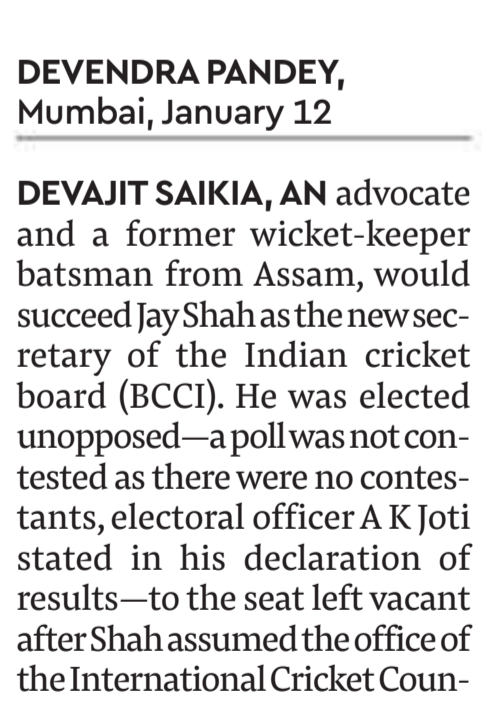 DEVENDRA PANDEY,
Mumbai, January 12
DEVAJIT SAIKIA, AN advocate
and a former wicket-keeper
batsman from Assam, would
succeed Jay Shah as the new sec-
retary of the Indian cricket
board (BCCI). He was elected
unopposed—a poll was not con-
tested as there were no contes-
tants, electoral officer A K Joti
stated in his declaration of
results—to the seat left vacant
after Shah assumed the office of
the International Cricket Coun-